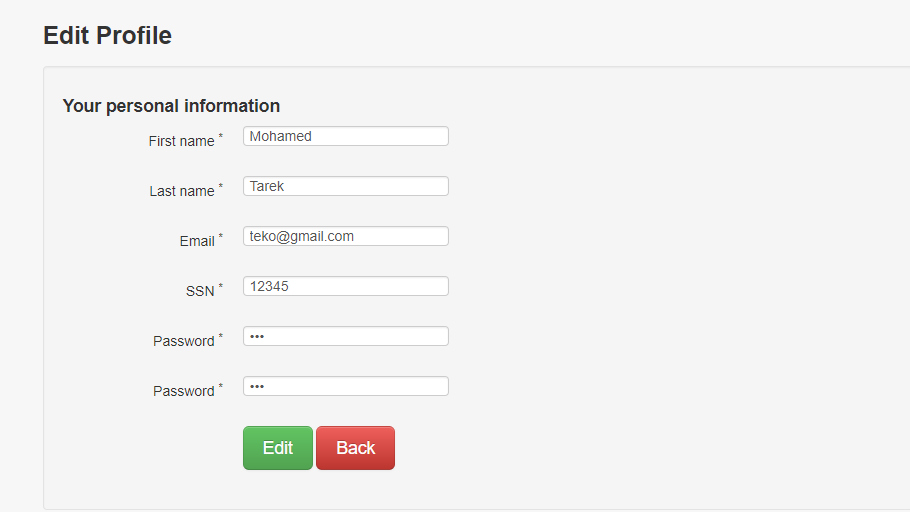 Edit Profile
Your personal information
First name * Mohamed
Last name * Tarek
Email * teko@gmail.com
SSN * 12345
Password * •••
Password * •••
Edit Back